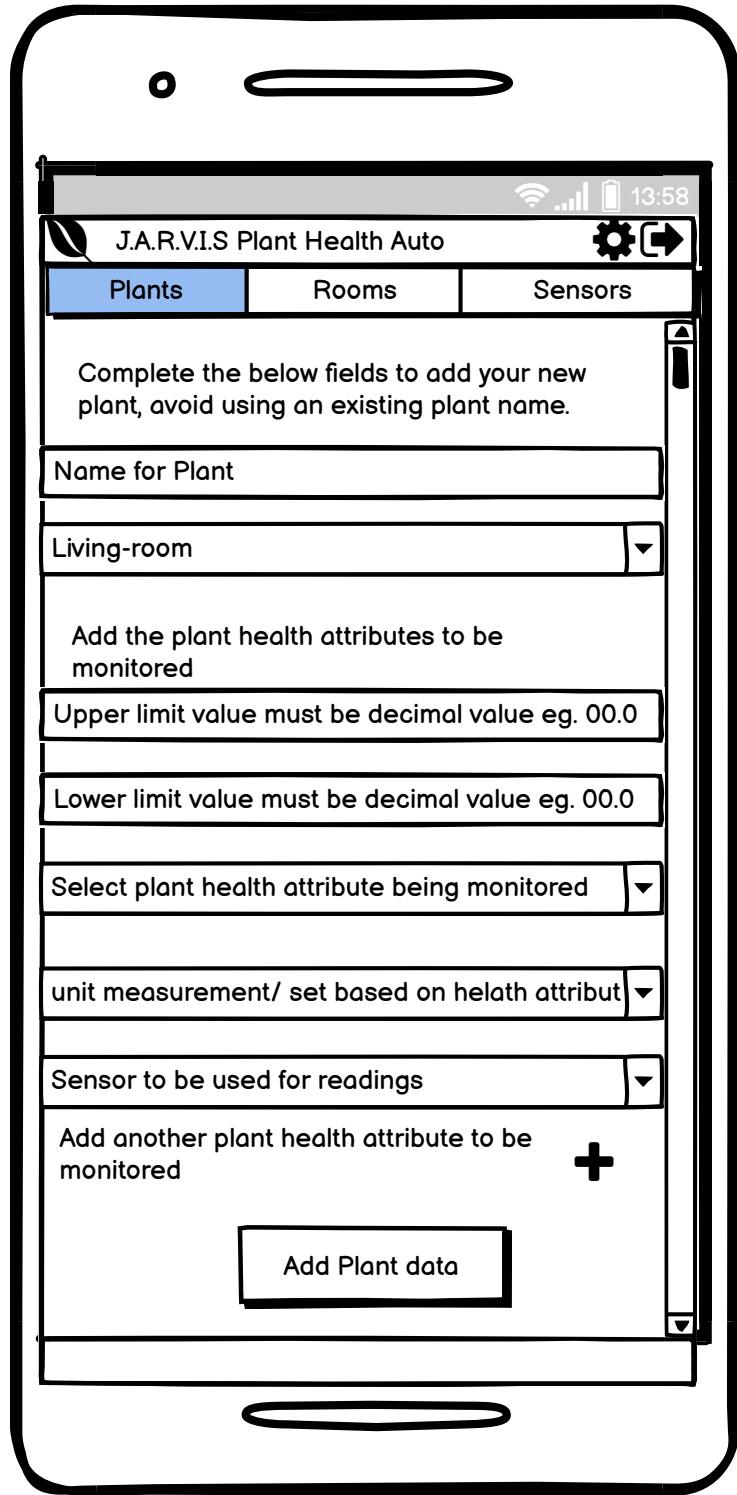 13:58
J.A.R.V.I.S Plant Health Auto
Plants
Rooms
Sensors
Complete the below fields to add your new
plant, avoid using an existing plant name.
Name for Plant
Living-room
Add the plant health attributes to be
monitored
Upper limit value must be decimal value eg. 00.0
Lower limit value must be decimal value eg. 00.0
Select plant health attribute being monitored
unit measurement/ set based on helath attribut
Sensor to be used for readings
Add another plant health attribute to be
monitored
Add Plant data